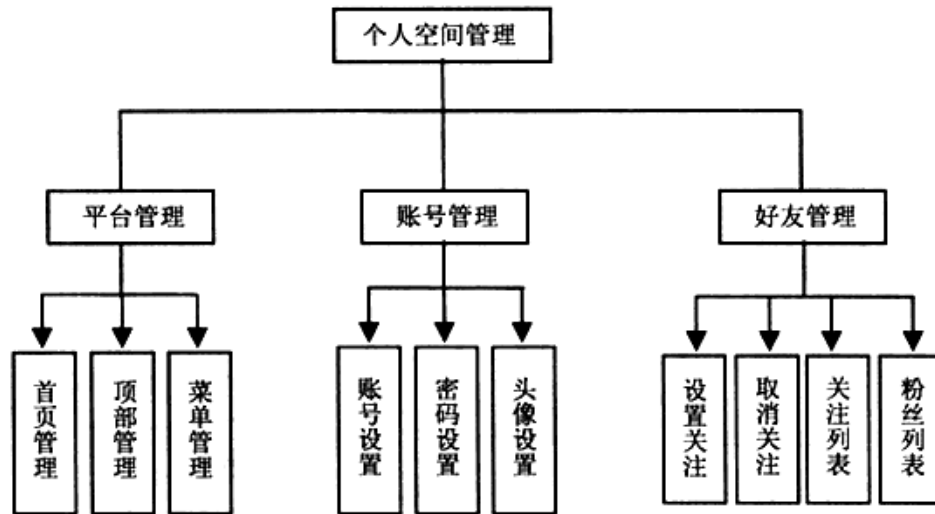 个人空间管理
平台管理
账号管理
好友管理
首页管理
顶部管理
菜单管理
账号设置
密码设置
头像设置
设置关注
取消关注
关注列表
粉丝列表